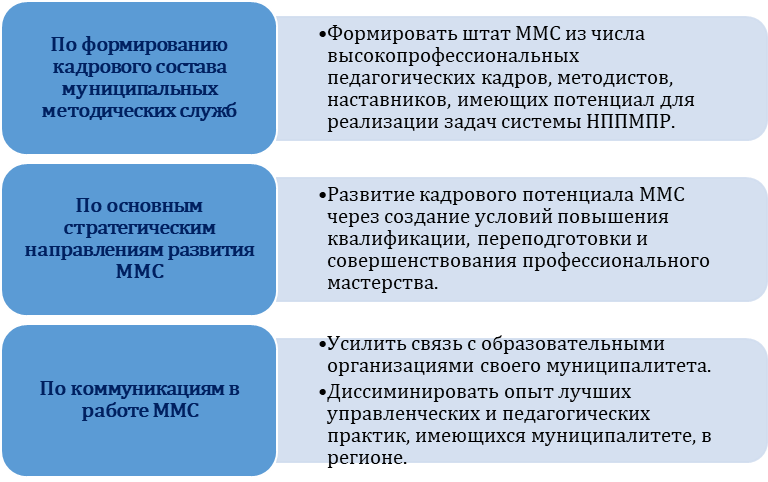 По формированию
кадрового состава
муниципальных
методических служб
•Формировать штат ММС из числа
высокопрофессиональных
педагогических кадров, методистов,
наставников, имеющих потенциал для
реализации задач системы НППМПР.
По основным
стратегическим
направлениям развития
ММС
•Развитие кадрового потенциала ММС
через создание условий повышения
квалификации, переподготовки и
совершенствования профессионального
мастерства.
По коммуникациям в
работе ММС
•Усилить связь с образовательными
организациями своего муниципалитета.
•Диссиминировать опыт лучших
управленческих и педагогических
практик, имеющихся муниципалитете, в
регионе.